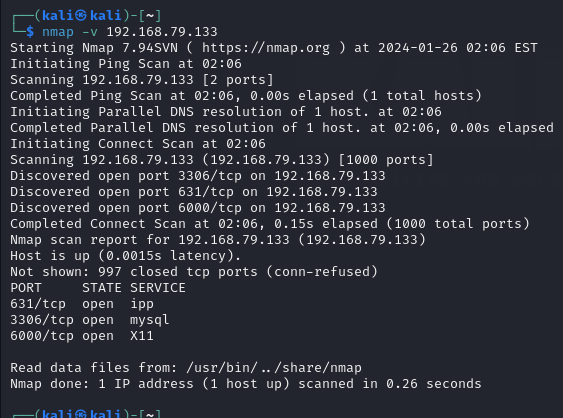 ┌──(kali㉿kali)-[~]
└─$ nmap -v 192.168.79.133
Starting Nmap 7.94SVN ( https://nmap.org ) at 2024-01-26 02:06 EST
Initiating Ping Scan at 02:06
Scanning 192.168.79.133 [2 ports]
Completed Ping Scan at 02:06, 0.00s elapsed (1 total hosts)
Initiating Parallel DNS resolution of 1 host. at 02:06
Completed Parallel DNS resolution of 1 host. at 02:06, 0.00s elapsed
Initiating Connect Scan at 02:06
Scanning 192.168.79.133 (192.168.79.133) [1000 ports]
Discovered open port 3306/tcp on 192.168.79.133
Discovered open port 631/tcp on 192.168.79.133
Discovered open port 6000/tcp on 192.168.79.133
Completed Connect Scan at 02:06, 0.15s elapsed (1000 total ports)
Nmap scan report for 192.168.79.133 (192.168.79.133)
Host is up (0.0015s latency).
Not shown: 997 closed tcp ports (conn-refused)
PORT     STATE SERVICE
631/tcp  open  ipp
3306/tcp open  mysql
6000/tcp open  X11

Read data files from: /usr/bin/../share/nmap
Nmap done: 1 IP address (1 host up) scanned in 0.26 seconds

┌──(kali㉿kali)-[~]